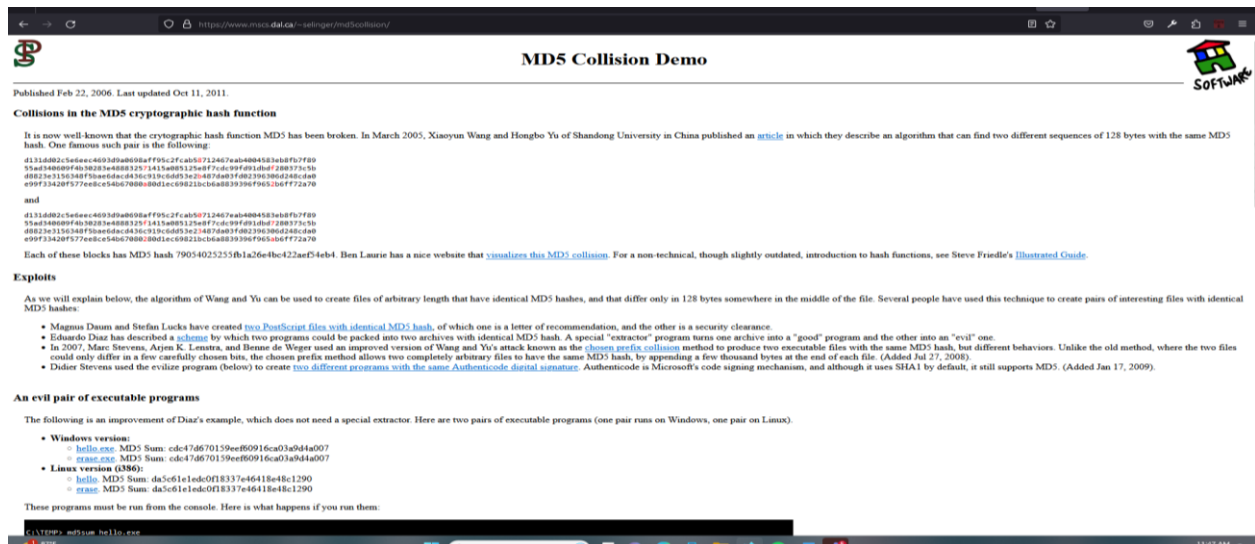 https://www.mscs.dal.ca/~selinger/md5collision/
MD5 Collision Demo
SOFTWARE
Published Feb 22, 2006. Last updated Oct 11, 2011.
Collisions in the MD5 cryptographic hash function
It is now well-known that the crytographic hash function MD5 has been broken. In March 2005, Xiaoyun Wang and Hongbo Yu of Shandong University in China published an article in which they describe an algorithm that can find two different sequences of 128 bytes with the same MD5
hash. One famous such pair is the following:
d131dd02c5e6eec4693d9a0698aff95c2fcab58712467eab4004583eb8fb7f89
55ad340609f4b30283e488832571415a085125e8f7cdc99fd91dbdf280373c5b
d8823e3156348f5bae6dacd436c919c6dd53e2b487da03fd02396306d248cda0
e99f33420f577ee8ce54b67080a80d1ec69821bcb6a8839396f9652b6ff72a70
and
d131dd02c5e6eec4693d9a0698aff95c2fcab50712467eab4004583eb8fb7f89
55ad340609f4b30283e4888325f1415a085125e8f7cdc99fd91dbd7280373c5b
d8823e3156348f5bae6dacd436c919c6dd53e23487da03fd02396306d248cda0
e99f33420f577ee8ce54b67080280d1ec69821bcb6a8839396f965ab6ff72a70
Each of these blocks has MD5 hash 79054025255fb1a26e4bc422aef54eb4. Ben Laurie has a nice website that visualizes this MD5 collision. For a non-technical, though slightly outdated, introduction to hash functions, see Steve Friedle's Illustrated Guide.
Exploits
As we will explain below, the algorithm of Wang and Yu can be used to create files of arbitrary length that have identical MD5 hashes, and that differ only in 128 bytes somewhere in the middle of the file. Several people have used this technique to create pairs of interesting files with identical
MD5 hashes:
• Magnus Daum and Stefan Lucks have created two PostScript files with identical MD5 hash, of which one is a letter of recommendation, and the other is a security clearance.
• Eduardo Diaz has described a scheme by which two programs could be packed into two archives with identical MD5 hash. A special "extractor" program turns one archive into a "good" program and the other into an "evil" one.
• In 2007, Marc Stevens, Arjen K. Lenstra, and Benne de Weger used an improved version of Wang and Yu's attack known as the chosen prefix collision method to produce two executable files with the same MD5 hash, but different behaviors. Unlike the old method, where the two files
could only differ in a few carefully chosen bits, the chosen prefix method allows two completely arbitrary files to have the same MD5 hash, by appending a few thousand bytes at the end of each file. (Added Jul 27, 2008).
• Didier Stevens used the evilize program (below) to create two different programs with the same Authenticode digital signature. Authenticode is Microsoft's code signing mechanism, and although it uses SHA1 by default, it still supports MD5. (Added Jan 17, 2009).
An evil pair of executable programs
The following is an improvement of Diaz's example, which does not need a special extractor. Here are two pairs of executable programs (one pair runs on Windows, one pair on Linux).
• Windows version:
○ hello.exe. MD5 Sum: cdc47d670159eef60916ca03a9d4a007
○ erase.exe. MD5 Sum: cdc47d670159eef60916ca03a9d4a007
• Linux version (i386):
○ hello. MD5 Sum: da5c61e1edc0f18337e46418e48c1290
○ erase. MD5 Sum: da5c61e1edc0f18337e46418e48c1290
These programs must be run from the console. Here is what happens if you run them:
C:\TEMP> md5sum hello.exe